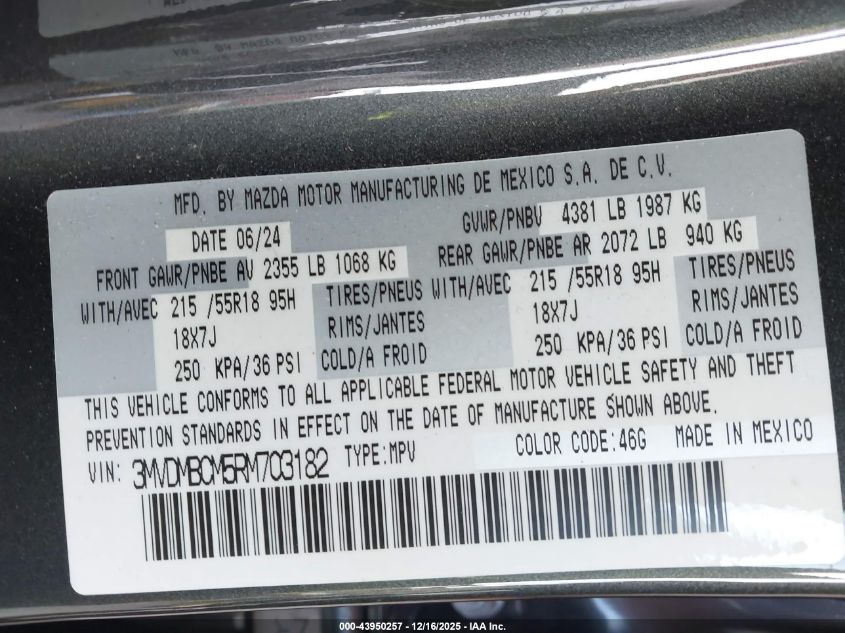 MFD. BY MAZDA MOTOR MANUFACTURING DE MEXICO S.A. DE C.V.
DATE 06/24 GVWR/PNBV 4381 LB 1987 KG
FRONT GAWR/PNBE AV 2355 LB 1068 KG REAR GAWR/PNBE AR 2072 LB 940 KG
WITH/AVEC 215 /55R18 95H TIRES/PNEUS WITH/AVEC 215 /55R18 95H TIRES/PNEUS
18X7J RIMS/JANTES 18X7J RIMS/JANTES
250 KPA/36 PSI COLD/A FROID 250 KPA/36 PSI COLD/A FROID
THIS VEHICLE CONFORMS TO ALL APPLICABLE FEDERAL MOTOR VEHICLE SAFETY AND THEFT
PREVENTION STANDARDS IN EFFECT ON THE DATE OF MANUFACTURE SHOWN ABOVE.
VIN: 3MVDMBCM5RM703182 TYPE:MPV COLOR CODE:46G MADE IN MEXICO
000-43950257 - 12/16/2025 - IAA Inc.